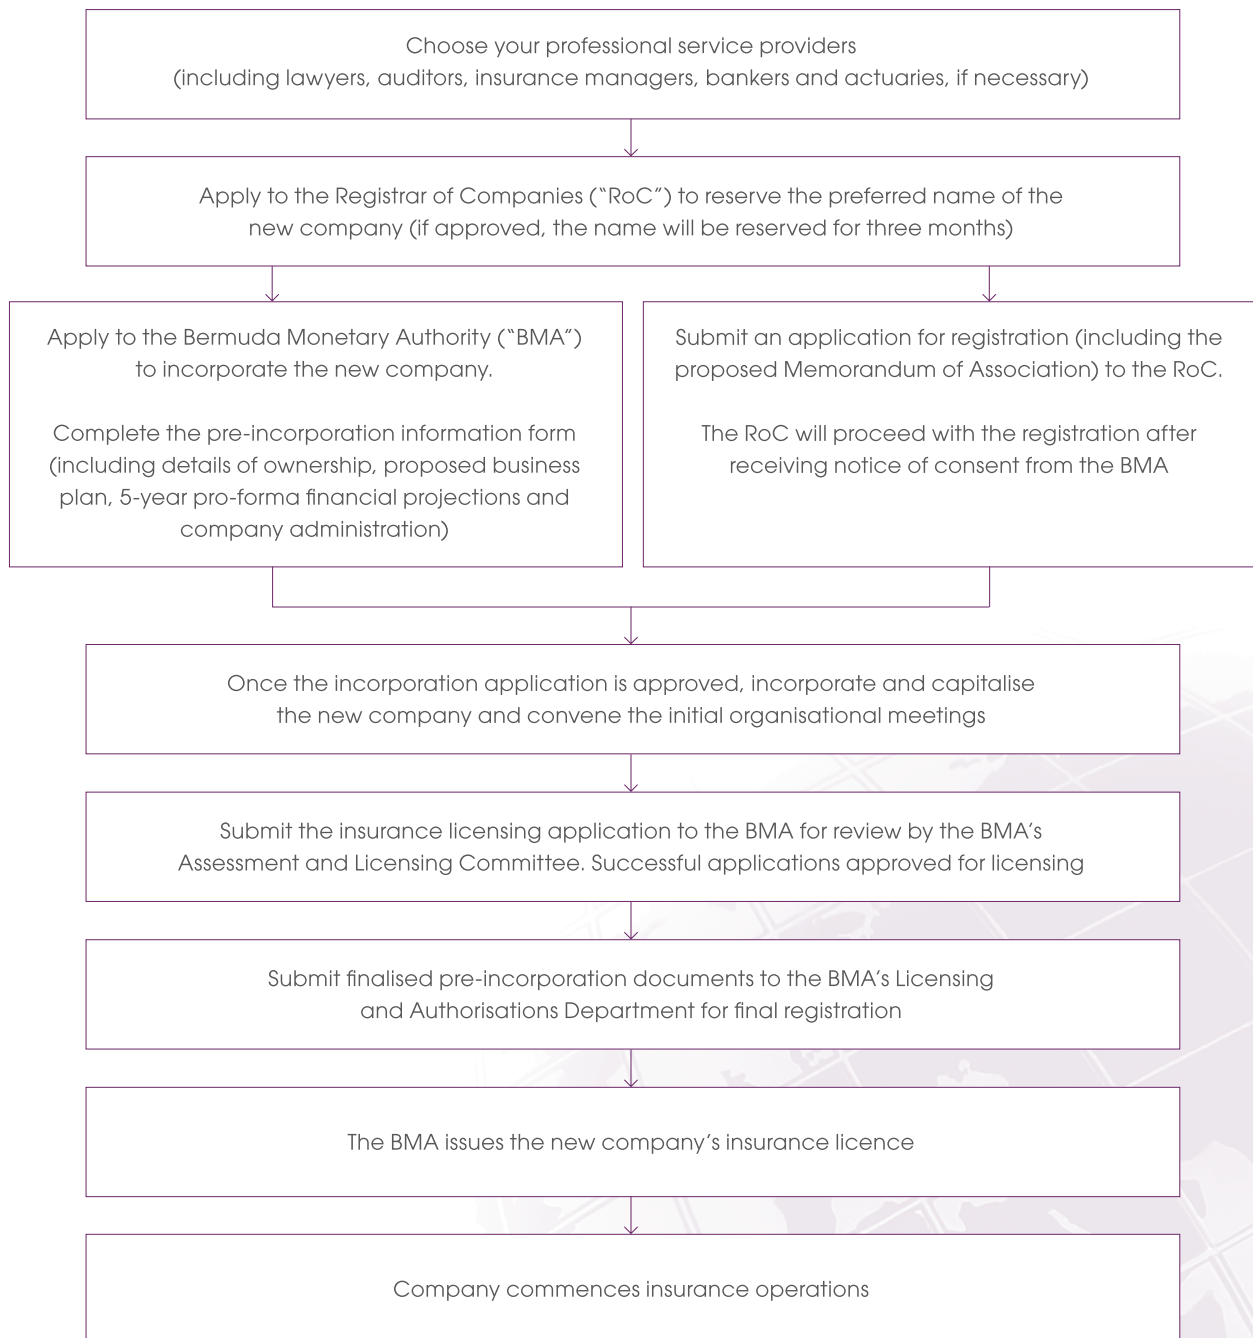 Choose your professional service providers
(including lawyers, auditors, insurance managers, bankers and actuaries, if necessary)
Apply to the Registrar of Companies (“RoC”) to reserve the preferred name of the
new company (if approved, the name will be reserved for three months)
Apply to the Bermuda Monetary Authority (“BMA”)
to incorporate the new company.
Complete the pre-incorporation information form
(including details of ownership, proposed business
plan, 5-year pro-forma financial projections and
company administration)
Submit an application for registration (including the
proposed Memorandum of Association) to the RoC.
The RoC will proceed with the registration after
receiving notice of consent from the BMA
Once the incorporation application is approved, incorporate and capitalise
the new company and convene the initial organisational meetings
Submit the insurance licensing application to the BMA for review by the BMA’s
Assessment and Licensing Committee. Successful applications approved for licensing
Submit finalised pre-incorporation documents to the BMA’s Licensing
and Authorisations Department for final registration
The BMA issues the new company’s insurance licence
Company commences insurance operations